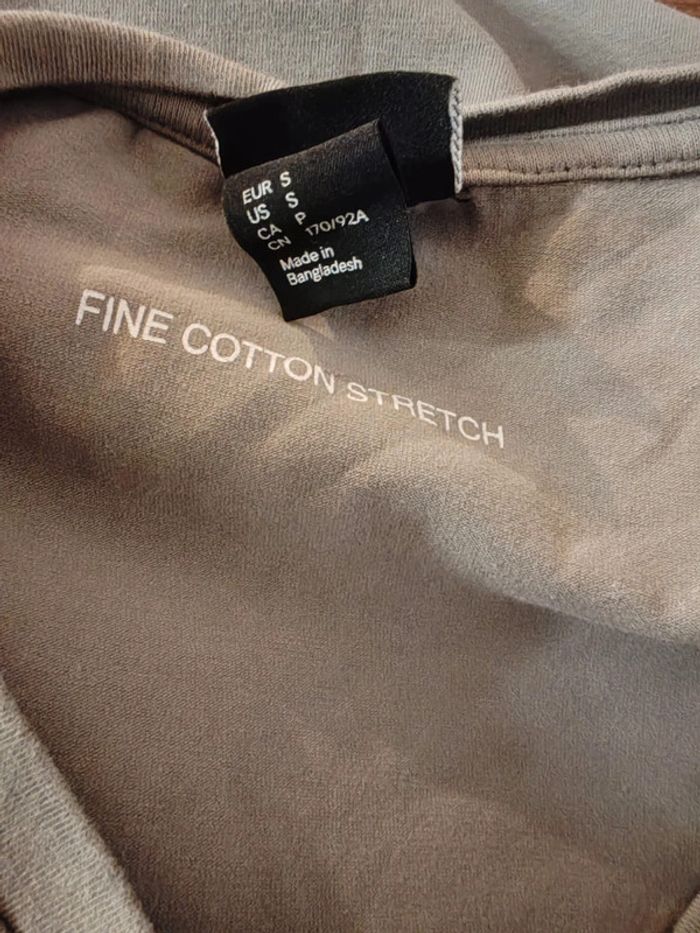 EUR S
US S
CA P
CN 170/92A
Made in
Bangladesh
FINE COTTON STRETCH